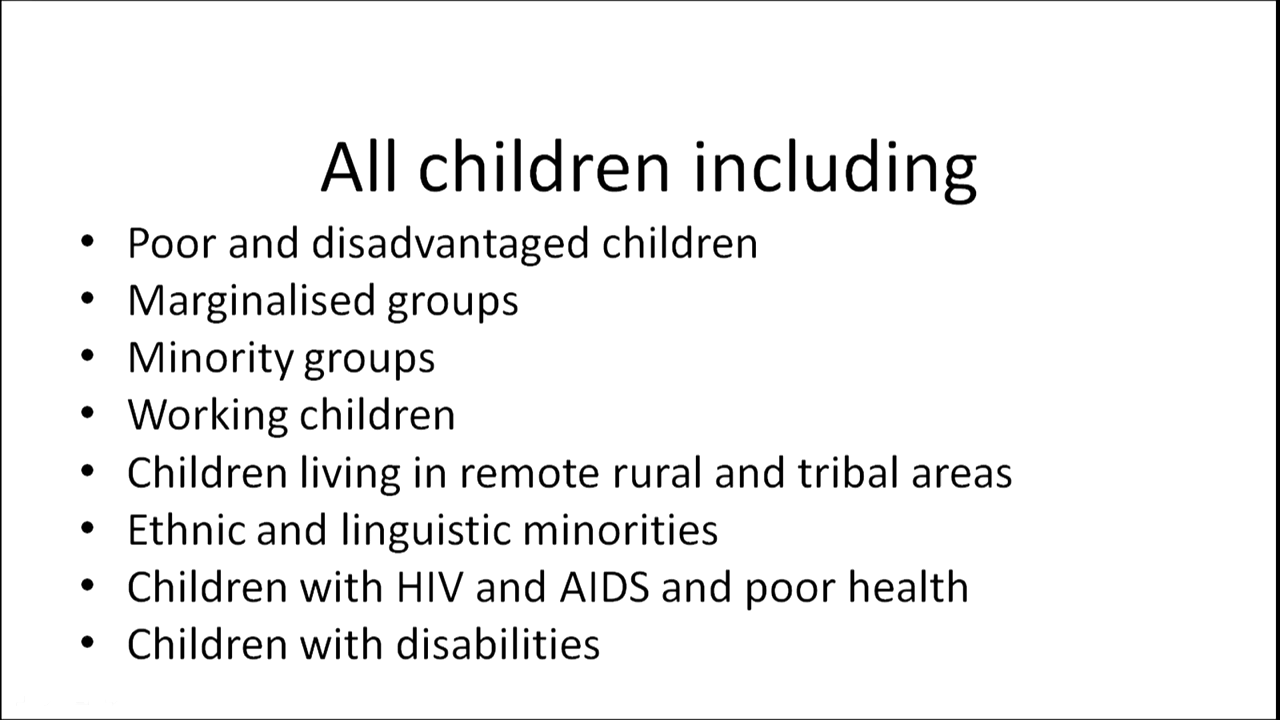 All children including
• Poor and disadvantaged children
• Marginalised groups
• Minority groups
• Working children
• Children living in remote rural and tribal areas
• Ethnic and linguistic minorities
• Children with HIV and AIDS and poor health
• Children with disabilities